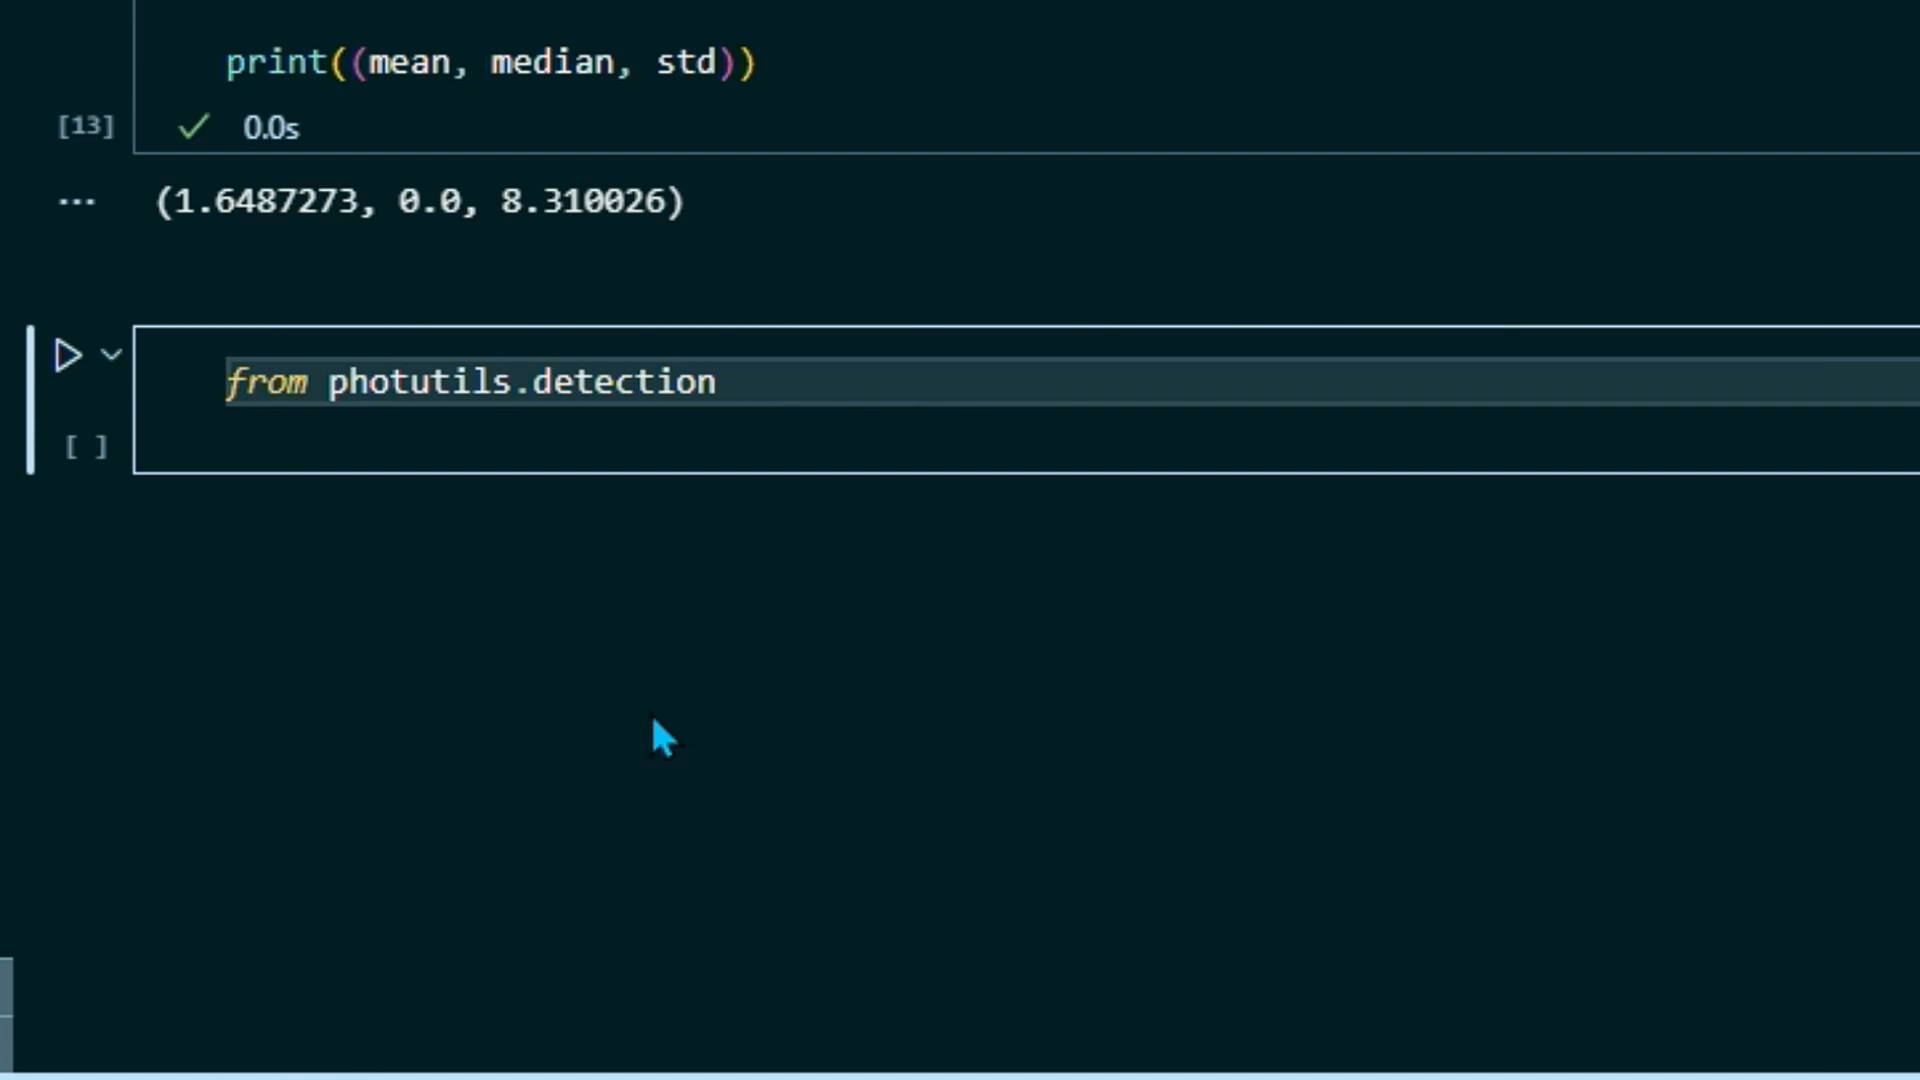 print((mean, median, std))
[13] 0.0s
... (1.6487273, 0.0, 8.310026)
from photutils.detection
[ ]